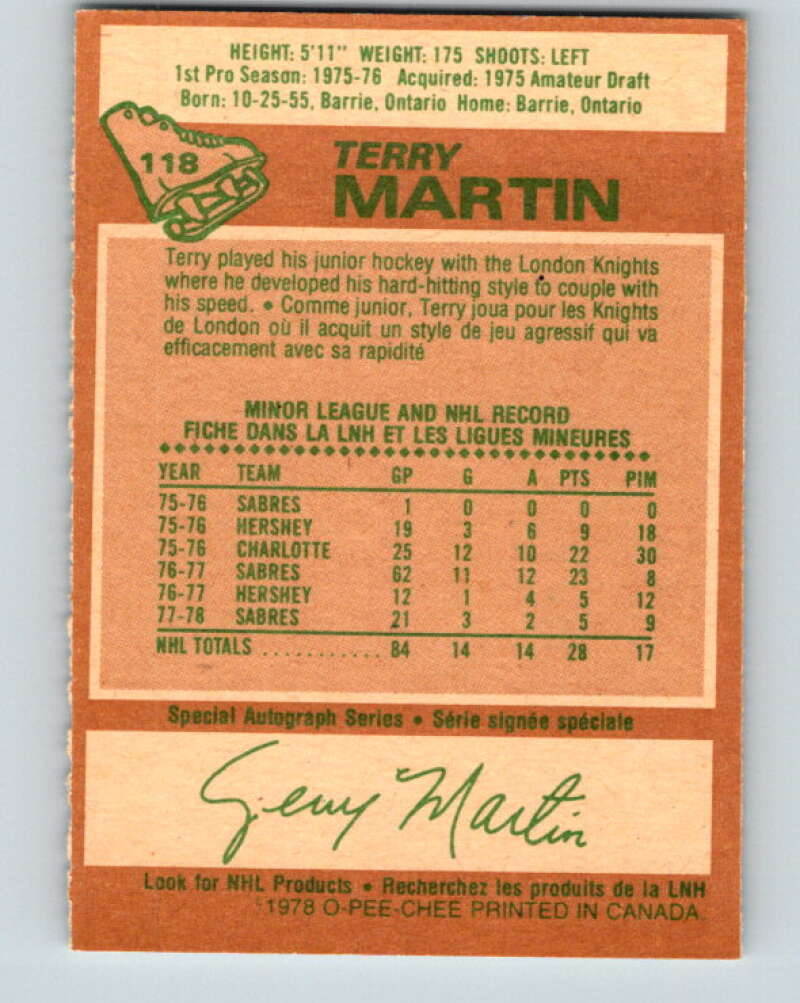 HEIGHT: 5'11" WEIGHT: 175 SHOOTS: LEFT
1st Pro Season: 1975-76 Acquired: 1975 Amateur Draft
Born: 10-25-55, Barrie, Ontario Home: Barrie, Ontario
118
TERRY
MARTIN
Terry played his junior hockey with the London Knights
where he developed his hard-hitting style to couple with
his speed. • Comme junior, Terry joua pour les Knights
de London où il acquit un style de jeu agressif qui va
efficacement avec sa rapidité
MINOR LEAGUE AND NHL RECORD
FICHE DANS LA LNH ET LES LIGUES MINEURES
YEAR TEAM GP G A PTS PIM
75-76 SABRES 1 0 0 0 0
75-76 HERSHEY 19 3 6 9 18
75-76 CHARLOTTE 25 12 10 22 30
76-77 SABRES 62 11 12 23 8
76-77 HERSHEY 12 1 4 5 12
77-78 SABRES 21 3 2 5 9
NHL TOTALS ........... 84 14 14 28 17
Special Autograph Series • Série signée spéciale
Terry Martin
Look for NHL Products • Recherchez les produits de la LNH
1978 O-PEE-CHEE PRINTED IN CANADA